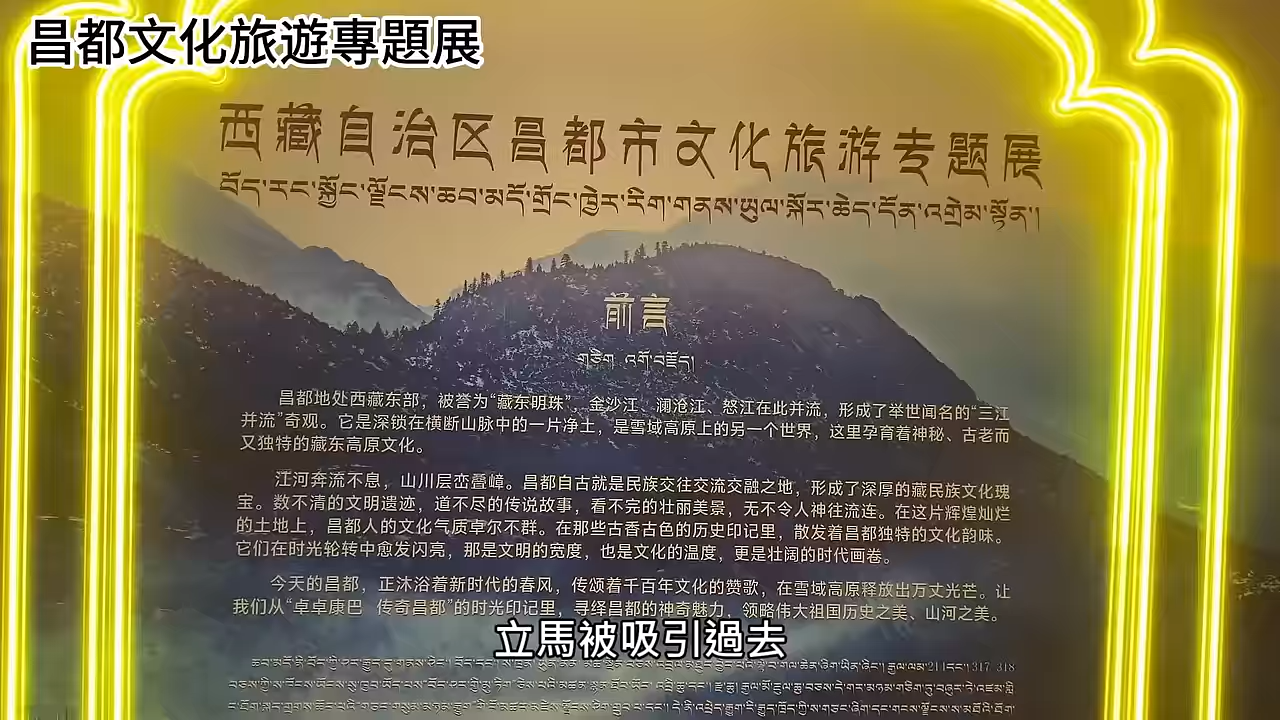 昌都文化旅遊專題展
西藏自治区昌都市文化旅游专题展
བོད་རང་སྐྱོང་ལྗོངས་ཆབ་མདོ་གྲོང་ཁྱེར་རིག་གནས་ཡུལ་སྐོར་ཆེད་དོན་འགྲེམ་སྟོན།
前言
གཅིག འགོ་བརྗོད།
昌都地处西藏东部，被誉为“藏东明珠”。金沙江、澜沧江、怒江在此并流，形成了举世闻名的“三江
并流”奇观。它是深锁在横断山脉中的一片净土，是雪域高原上的另一个世界，这里孕育着神秘、古老而
又独特的藏东高原文化。
江河奔流不息，山川层峦叠嶂。昌都自古就是民族交往交流交融之地，形成了深厚的藏民族文化瑰
宝。数不清的文明遗迹，道不尽的传说故事，看不完的壮丽美景，无不令人神往流连。在这片辉煌灿烂
的土地上，昌都人的文化气质卓尔不群。在那些古香古色的历史印记里，散发着昌都独特的文化韵味。
它们在时光轮转中愈发闪亮，那是文明的宽度，也是文化的温度，更是壮阔的时代画卷。
今天的昌都，正沐浴着新时代的春风，传颂着千百年文化的赞歌，在雪域高原释放出万丈光芒。让
我们从“卓卓康巴 传奇昌都”的时光印记里，寻绎昌都的神奇魅力，领略伟大祖国历史之美、山河之美。
立馬被吸引過去